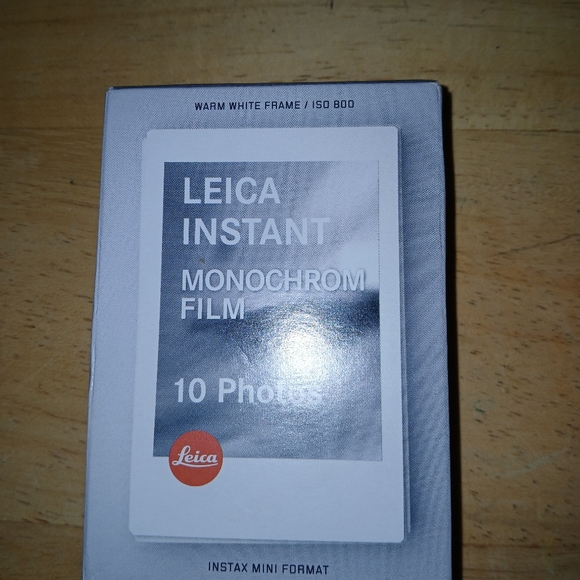 WARM WHITE FRAME / ISO 800
LEICA
INSTANT
MONOCHROM
FILM
10 Photos
Leica
INSTAX MINI FORMAT